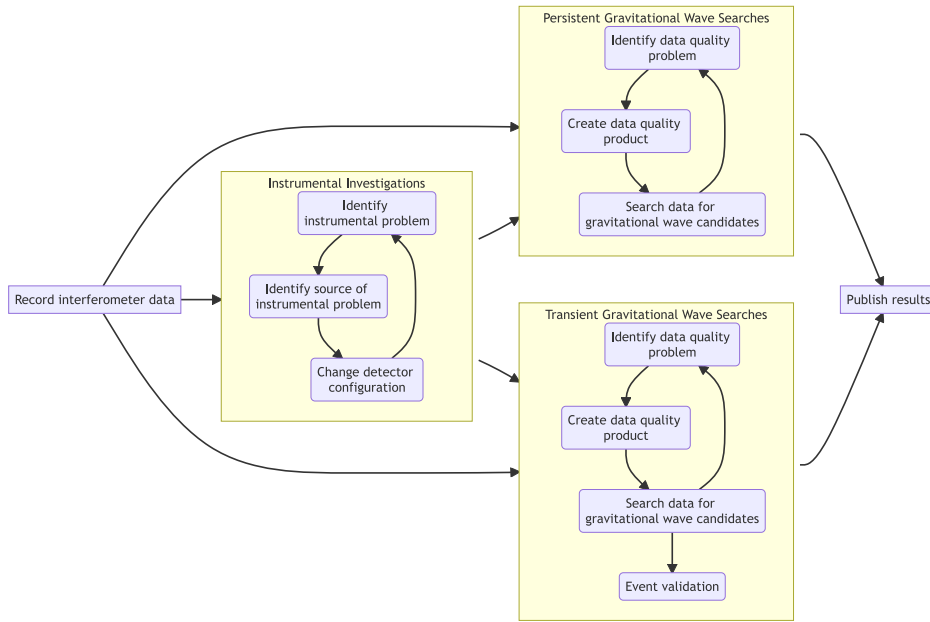 Persistent Gravitational Wave Searches
Identify data quality
problem
Create data quality
product
Search data for
gravitational wave candidates
Instrumental Investigations
Identify
instrumental problem
Identify source of
instrumental problem
Change detector
configuration
Record interferometer data
Publish results
Transient Gravitational Wave Searches
Identify data quality
problem
Create data quality
product
Search data for
gravitational wave candidates
Event validation